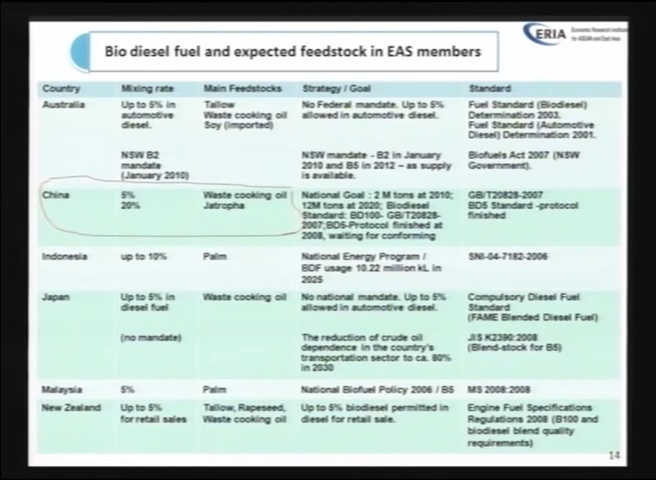 Bio diesel fuel and expected feedstock in EAS members
ERIA
Economic Research Institute
for ASEAN and East Asia
Country Mixing rate Main Feedstocks Strategy / Goal Standard
Australia Up to 5% in Tallow No Federal mandate. Up to 5% Fuel Standard (Biodiesel)
automotive Waste cooking oil allowed in automotive diesel. Determination 2003.
diesel. Soy (imported) Fuel Standard (Automotive
Diesel) Determination 2001.
NSW B2 NSW mandate - B2 in January Biofuels Act 2007 (NSW
mandate 2010 and B5 in 2012 – as supply Government).
(January 2010) is available.
China 5% Waste cooking oil National Goal : 2 M tons at 2010; GB/T20828-2007
20% Jatropha 12M tons at 2020; Biodiesel BD5 Standard -protocol
Standard: BD100- GB/T20828- finished
2007;BD5-Protocol finished at
2008, waiting for conforming
Indonesia up to 10% Palm National Energy Program / SNI-04-7182-2006
BDF usage 10.22 million kL in
2025
Japan Up to 5% in Waste cooking oil No national mandate. Up to 5% Compulsory Diesel Fuel
diesel fuel allowed in automotive diesel. Standard
(FAME Blended Diesel Fuel)
(no mandate) The reduction of crude oil JIS K2390:2008
dependence in the country's (Blend-stock for B5)
transportation sector to ca. 80%
in 2030
Malaysia 5% Palm National Biofuel Policy 2006 / B5 MS 2008:2008
New Zealand Up to 5% Tallow, Rapeseed, Up to 5% biodiesel permitted in Engine Fuel Specifications
for retail sales Waste cooking oil diesel for retail sale. Regulations 2008 (B100 and
biodiesel blend quality
requirements)
14